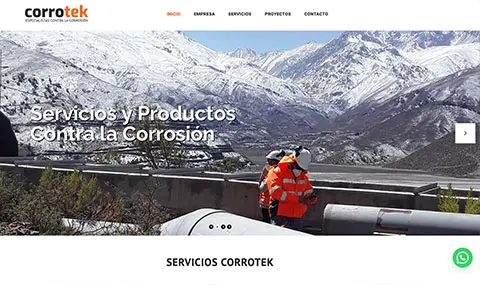 corrotek
ESPECIALISTAS CONTRA LA CORROSIÓN
INICIO EMPRESA SERVICIOS PROYECTOS CONTACTO
Servicios y Productos
Contra la Corrosión
SERVICIOS CORROTEK